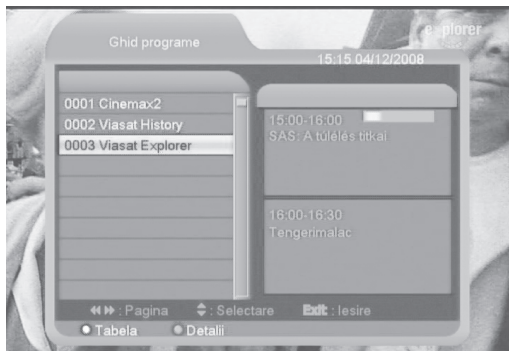 explorer
Ghid programe
15:15 04/12/2008
0001 Cinemax2
0002 Viasat History
0003 Viasat Explorer
15:00-16:00
SAS: A túlélés titkai
16:00-16:30
Tengerimalac
: Pagina : Selectare Exit : Iesire
Tabela Detalii